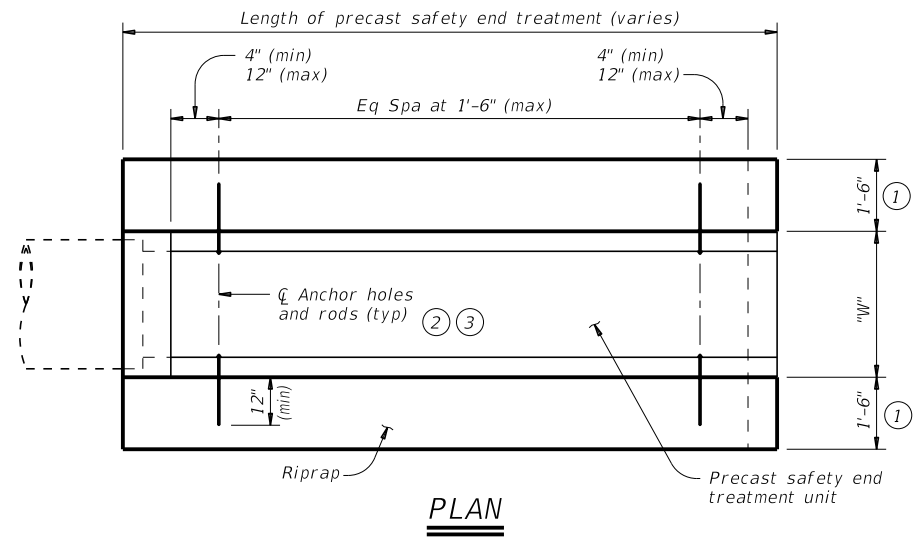 Length of precast safety end treatment (varies)
4" (min)
12" (max)
4" (min)
12" (max)
Eq Spa at 1'-6" (max)
1'-6"
1
"W"
℄ Anchor holes
and rods (typ)
2 3
12"
(min)
1'-6"
1
Riprap
Precast safety end
treatment unit
PLAN